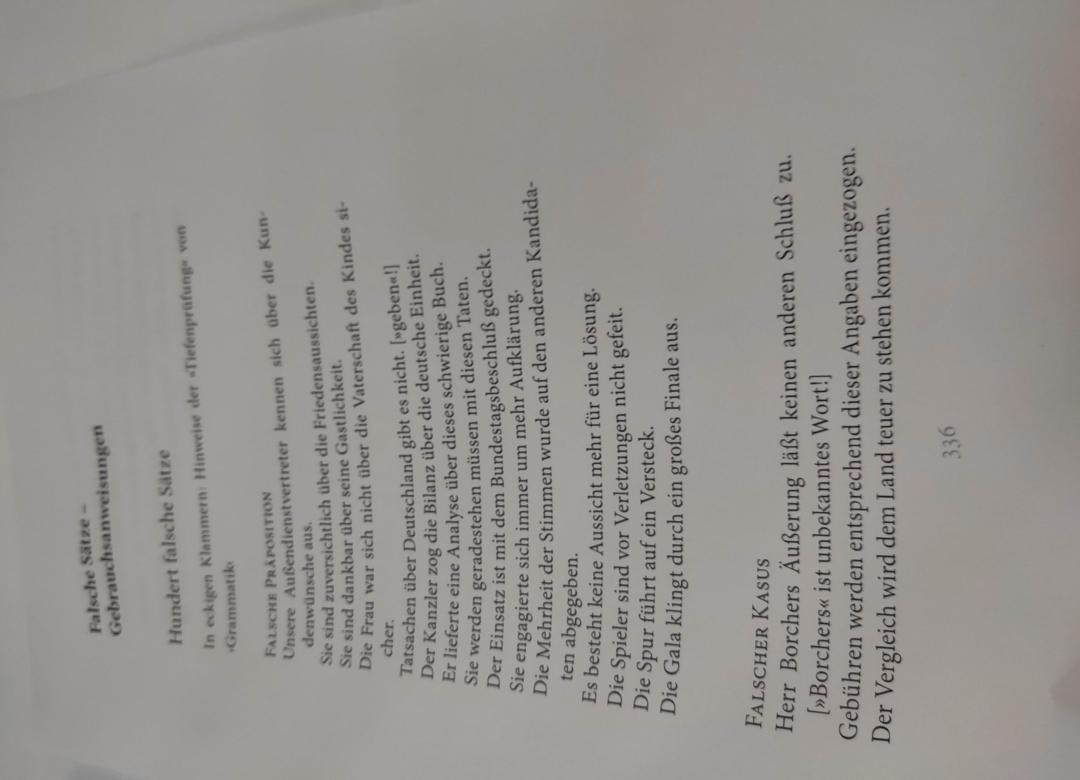 Falsche Sätze –
Gebrauchsanweisungen
Hundert falsche Sätze
In eckigen Klammern: Hinweise der »Tiefenprüfung« von
›Grammatik‹
FALSCHE PRÄPOSITION
Unsere Außendienstvertreter kennen sich über die Kun-
denwünsche aus.
Sie sind zuversichtlich über die Friedensaussichten.
Sie sind dankbar über seine Gastlichkeit.
Die Frau war sich nicht über die Vaterschaft des Kindes si-
cher.
Tatsachen über Deutschland gibt es nicht. [»geben«!]
Der Kanzler zog die Bilanz über die deutsche Einheit.
Er lieferte eine Analyse über dieses schwierige Buch.
Sie werden geradestehen müssen mit diesen Taten.
Der Einsatz ist mit dem Bundestagsbeschluß gedeckt.
Sie engagierte sich immer um mehr Aufklärung.
Die Mehrheit der Stimmen wurde auf den anderen Kandida-
ten abgegeben.
Es besteht keine Aussicht mehr für eine Lösung.
Die Spieler sind vor Verletzungen nicht gefeit.
Die Spur führt auf ein Versteck.
Die Gala klingt durch ein großes Finale aus.
FALSCHER KASUS
Herr Borchers Äußerung läßt keinen anderen Schluß zu.
[»Borchers« ist unbekanntes Wort!]
Gebühren werden entsprechend dieser Angaben eingezogen.
Der Vergleich wird dem Land teuer zu stehen kommen.
336